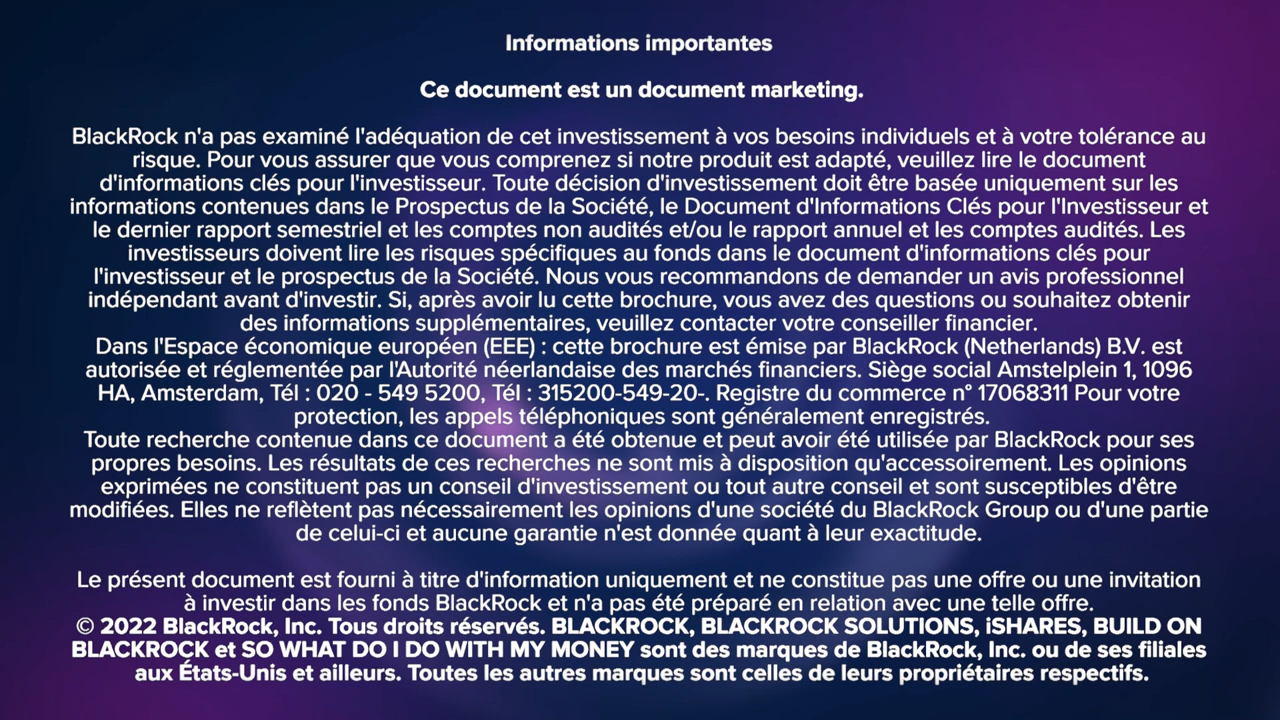 Informations importantes
Ce document est un document marketing.
BlackRock n'a pas examiné l'adéquation de cet investissement à vos besoins individuels et à votre tolérance au
risque. Pour vous assurer que vous comprenez si notre produit est adapté, veuillez lire le document
d'informations clés pour l'investisseur. Toute décision d'investissement doit être basée uniquement sur les
informations contenues dans le Prospectus de la Société, le Document d'Informations Clés pour l'Investisseur et
le dernier rapport semestriel et les comptes non audités et/ou le rapport annuel et les comptes audités. Les
investisseurs doivent lire les risques spécifiques au fonds dans le document d'informations clés pour
l'investisseur et le prospectus de la Société. Nous vous recommandons de demander un avis professionnel
indépendant avant d'investir. Si, après avoir lu cette brochure, vous avez des questions ou souhaitez obtenir
des informations supplémentaires, veuillez contacter votre conseiller financier.
Dans l'Espace économique européen (EEE) : cette brochure est émise par BlackRock (Netherlands) B.V. est
autorisée et réglementée par l'Autorité néerlandaise des marchés financiers. Siège social Amstelplein 1, 1096
HA, Amsterdam, Tél : 020 - 549 5200, Tél : 315200-549-20-. Registre du commerce n° 17068311 Pour votre
protection, les appels téléphoniques sont généralement enregistrés.
Toute recherche contenue dans ce document a été obtenue et peut avoir été utilisée par BlackRock pour ses
propres besoins. Les résultats de ces recherches ne sont mis à disposition qu'accessoirement. Les opinions
exprimées ne constituent pas un conseil d'investissement ou tout autre conseil et sont susceptibles d'être
modifiées. Elles ne reflètent pas nécessairement les opinions d'une société du BlackRock Group ou d'une partie
de celui-ci et aucune garantie n'est donnée quant à leur exactitude.
Le présent document est fourni à titre d'information uniquement et ne constitue pas une offre ou une invitation
à investir dans les fonds BlackRock et n'a pas été préparé en relation avec une telle offre.
© 2022 BlackRock, Inc. Tous droits réservés. BLACKROCK, BLACKROCK SOLUTIONS, iSHARES, BUILD ON
BLACKROCK et SO WHAT DO I DO WITH MY MONEY sont des marques de BlackRock, Inc. ou de ses filiales
aux États-Unis et ailleurs. Toutes les autres marques sont celles de leurs propriétaires respectifs.